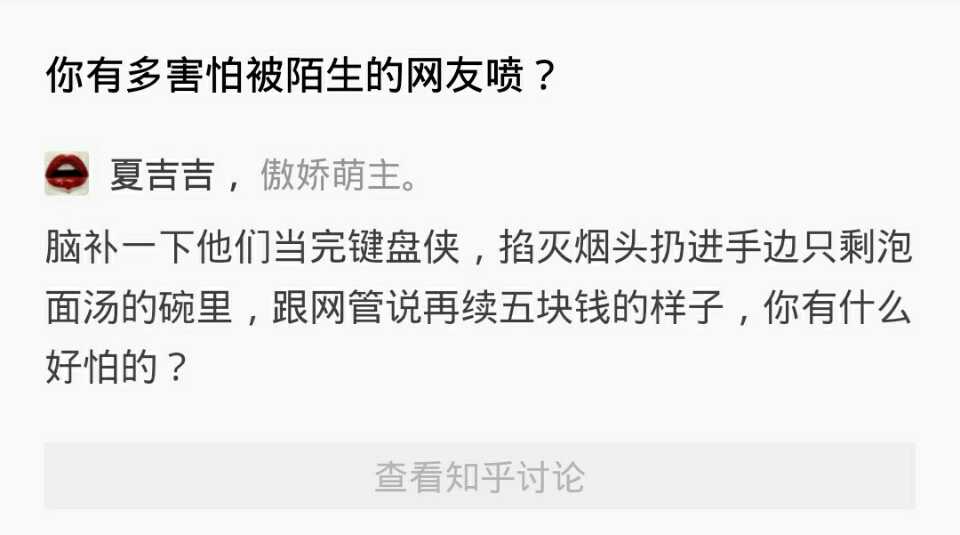 你有多害怕被陌生的网友喷？
夏吉吉，傲娇萌主。
脑补一下他们当完键盘侠，掐灭烟头扔进手边只剩泡
面汤的碗里，跟网管说再续五块钱的样子，你有什么
好怕的？
查看知乎讨论